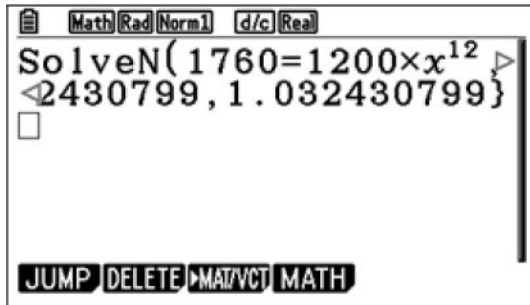 Math Rad Norm1 d/c Real
SolveN(1760=1200×x¹²,▷
◁2430799,1.032430799}
JUMP DELETE ▸MAT/VCT MATH